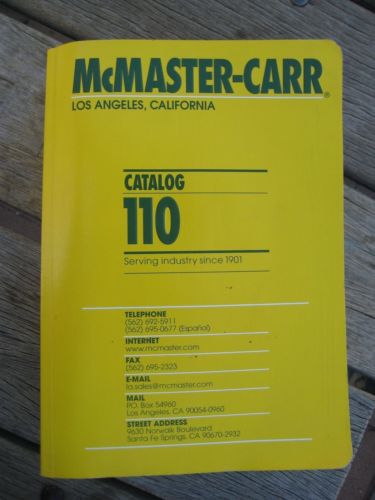 McMASTER-CARR®
LOS ANGELES, CALIFORNIA
CATALOG
110
Serving industry since 1901
TELEPHONE
(562) 692-5911
(562) 695-0677 (Español)
INTERNET
www.mcmaster.com
FAX
(562) 695-2323
E-MAIL
la.sales@mcmaster.com
MAIL
P.O. Box 54960
Los Angeles, CA 90054-0960
STREET ADDRESS
9630 Norwalk Boulevard
Santa Fe Springs, CA 90670-2932